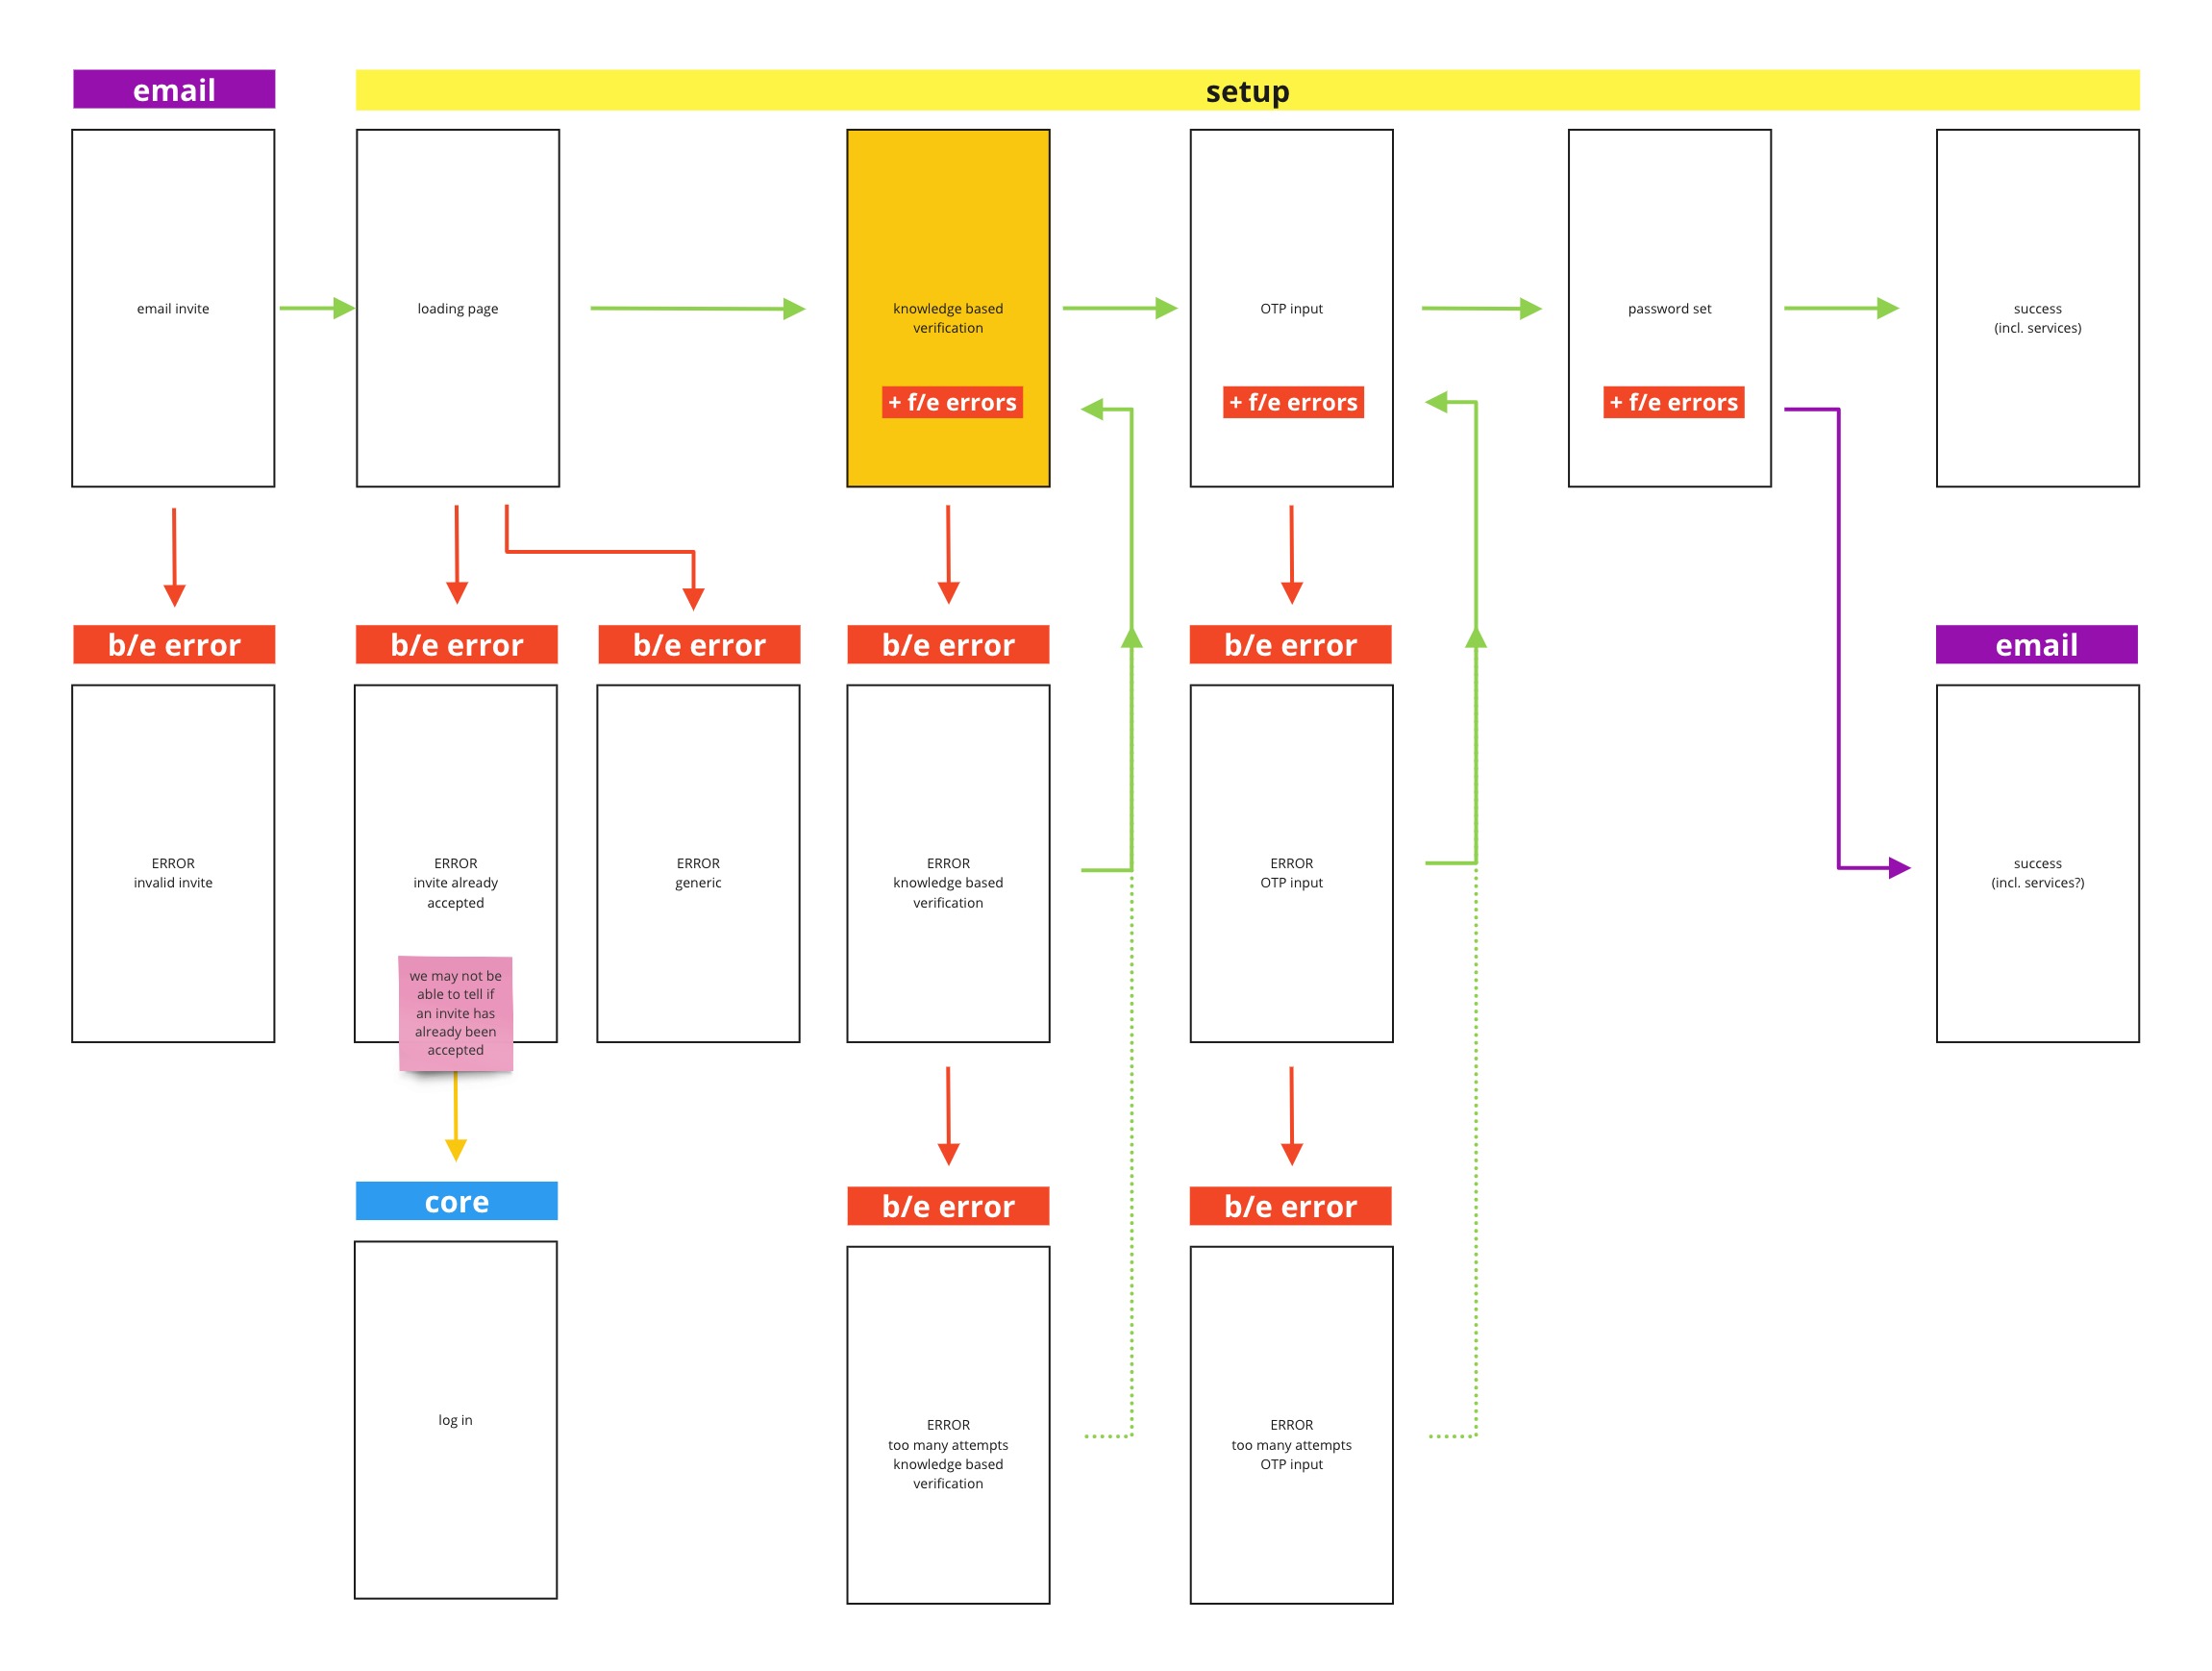 email
setup
email invite
loading page
knowledge based
verification
+ f/e errors
OTP input
+ f/e errors
password set
+ f/e errors
success
(incl. services)
b/e error
b/e error
b/e error
b/e error
b/e error
email
ERROR
invalid invite
ERROR
invite already
accepted
we may not be
able to tell if
an invite has
already been
accepted
ERROR
generic
ERROR
knowledge based
verification
ERROR
OTP input
success
(incl. services?)
core
b/e error
b/e error
log in
ERROR
too many attempts
knowledge based
verification
ERROR
too many attempts
OTP input